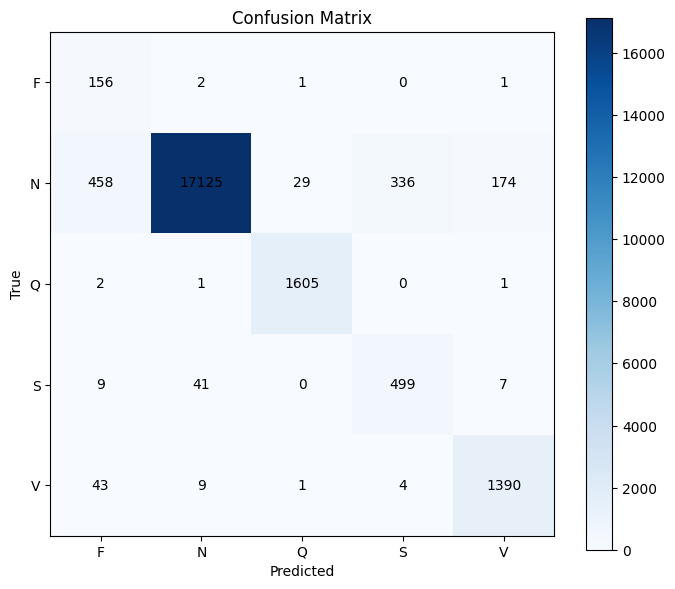 Confusion Matrix
F 156 2 1 0 1
N 458 17125 29 336 174
Q 2 1 1605 0 1
S 9 41 0 499 7
V 43 9 1 4 1390
F N Q S V
Predicted
True
16000
14000
12000
10000
8000
6000
4000
2000
0